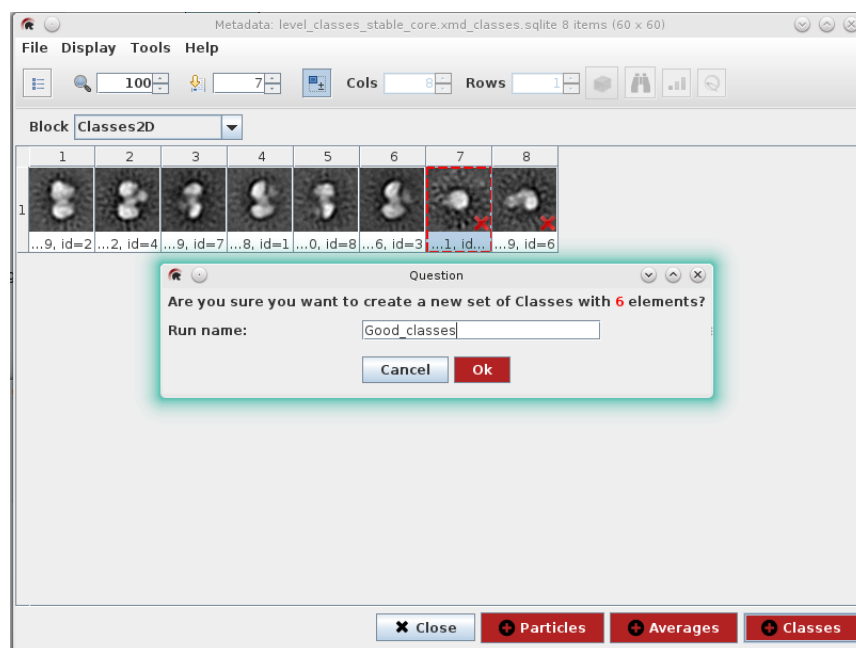 Metadata: level_classes_stable_core.xmd_classes.sqlite 8 items (60 x 60)
File Display Tools Help
100 7 Cols 8 Rows 1
Block Classes2D
1 2 3 4 5 6 7 8
1
...9, id=2 ...2, id=4 ...9, id=7 ...8, id=1 ...0, id=8 ...6, id=3 ...1, id... ...9, id=6
Question
Are you sure you want to create a new set of Classes with 6 elements?
Run name: Good_classes
Cancel Ok
Close Particles Averages Classes